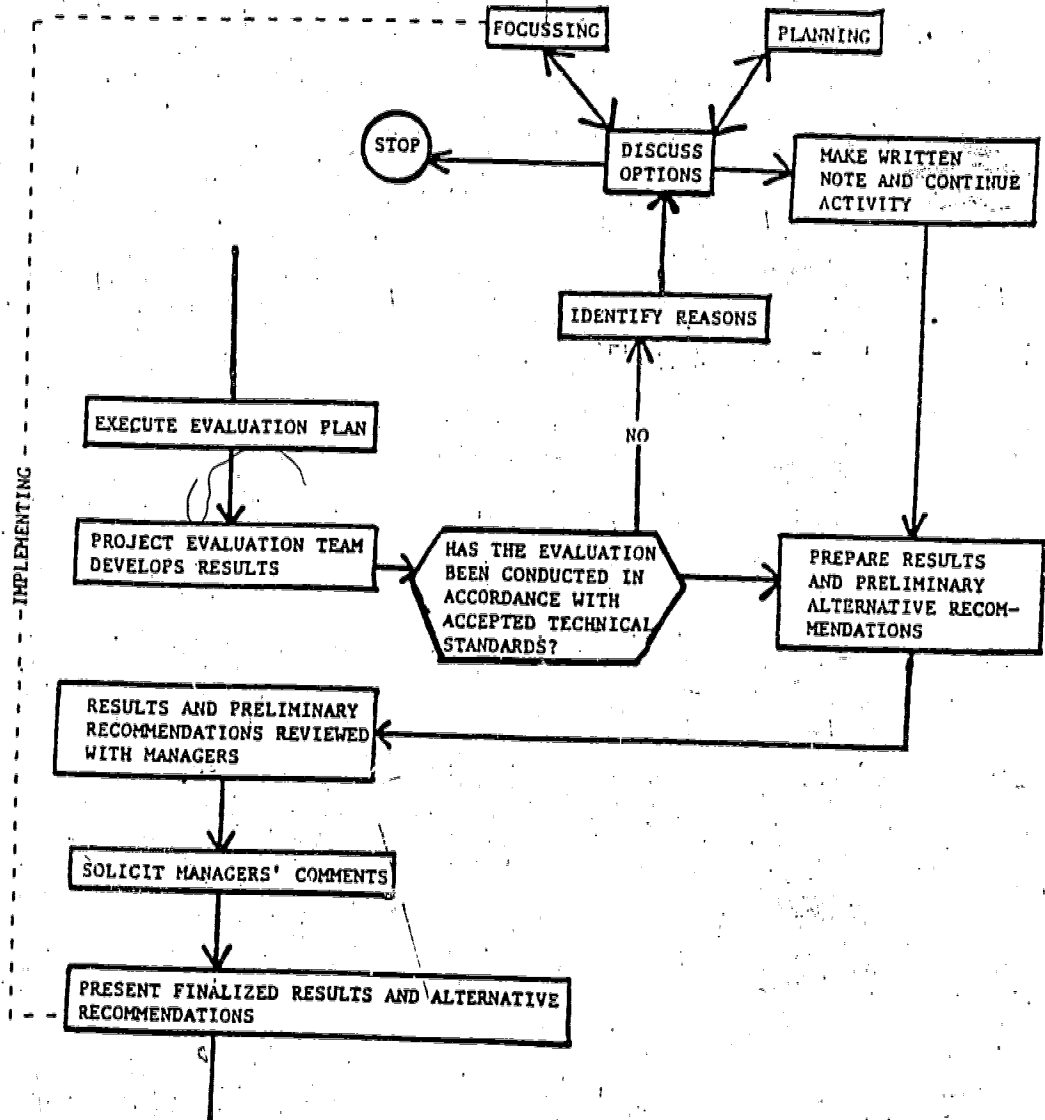 FOCUSSING
PLANNING
STOP
DISCUSS
OPTIONS
MAKE WRITTEN
NOTE AND CONTINUE
ACTIVITY
IDENTIFY REASONS
NO
EXECUTE EVALUATION PLAN
IMPLEMENTING
PROJECT EVALUATION TEAM
DEVELOPS RESULTS
HAS THE EVALUATION
BEEN CONDUCTED IN
ACCORDANCE WITH
ACCEPTED TECHNICAL
STANDARDS?
PREPARE RESULTS
AND PRELIMINARY
ALTERNATIVE RECOM-
MENDATIONS
RESULTS AND PRELIMINARY
RECOMMENDATIONS REVIEWED
WITH MANAGERS
SOLICIT MANAGERS' COMMENTS
PRESENT FINALIZED RESULTS AND ALTERNATIVE
RECOMMENDATIONS